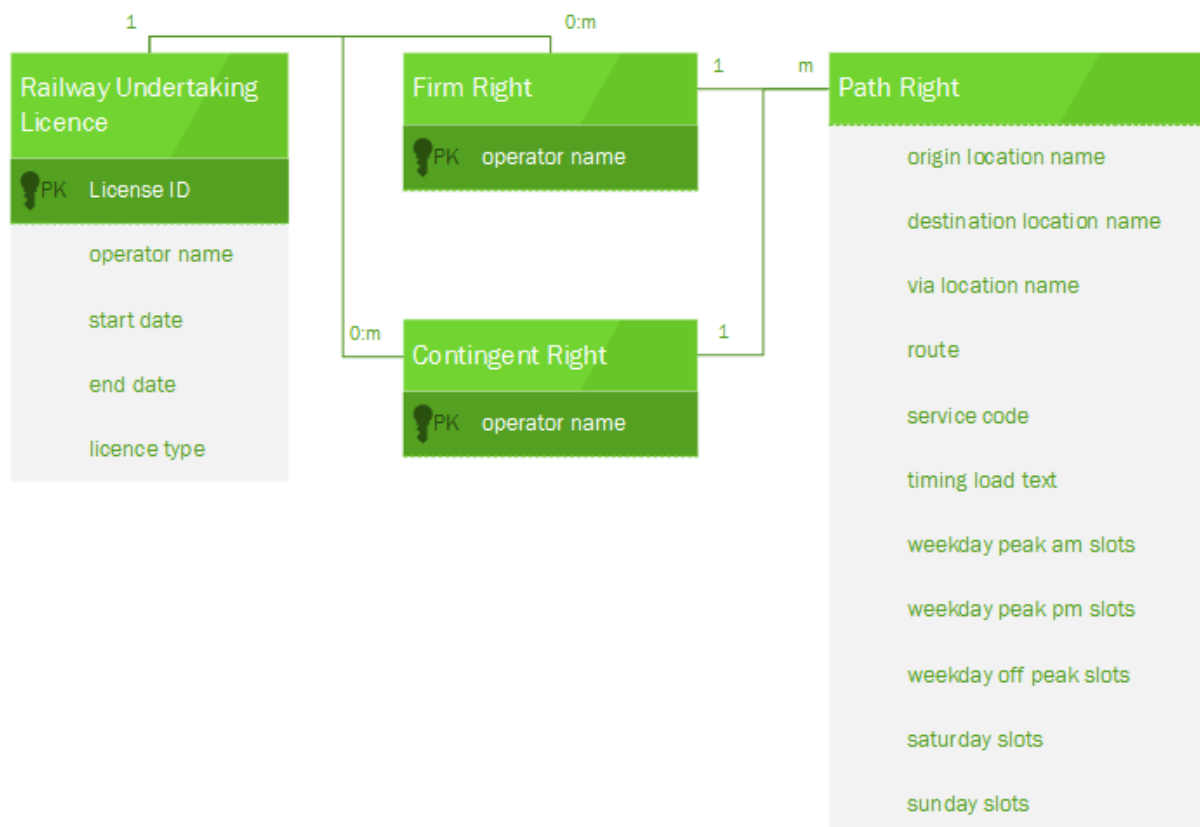 1
0:m
Railway Undertaking
Licence
PK License ID
operator name
start date
end date
licence type
Firm Right
PK operator name
1
m
0:m
Contingent Right
PK operator name
1
Path Right
origin location name
destination location name
via location name
route
service code
timing load text
weekday peak am slots
weekday peak pm slots
weekday off peak slots
saturday slots
sunday slots